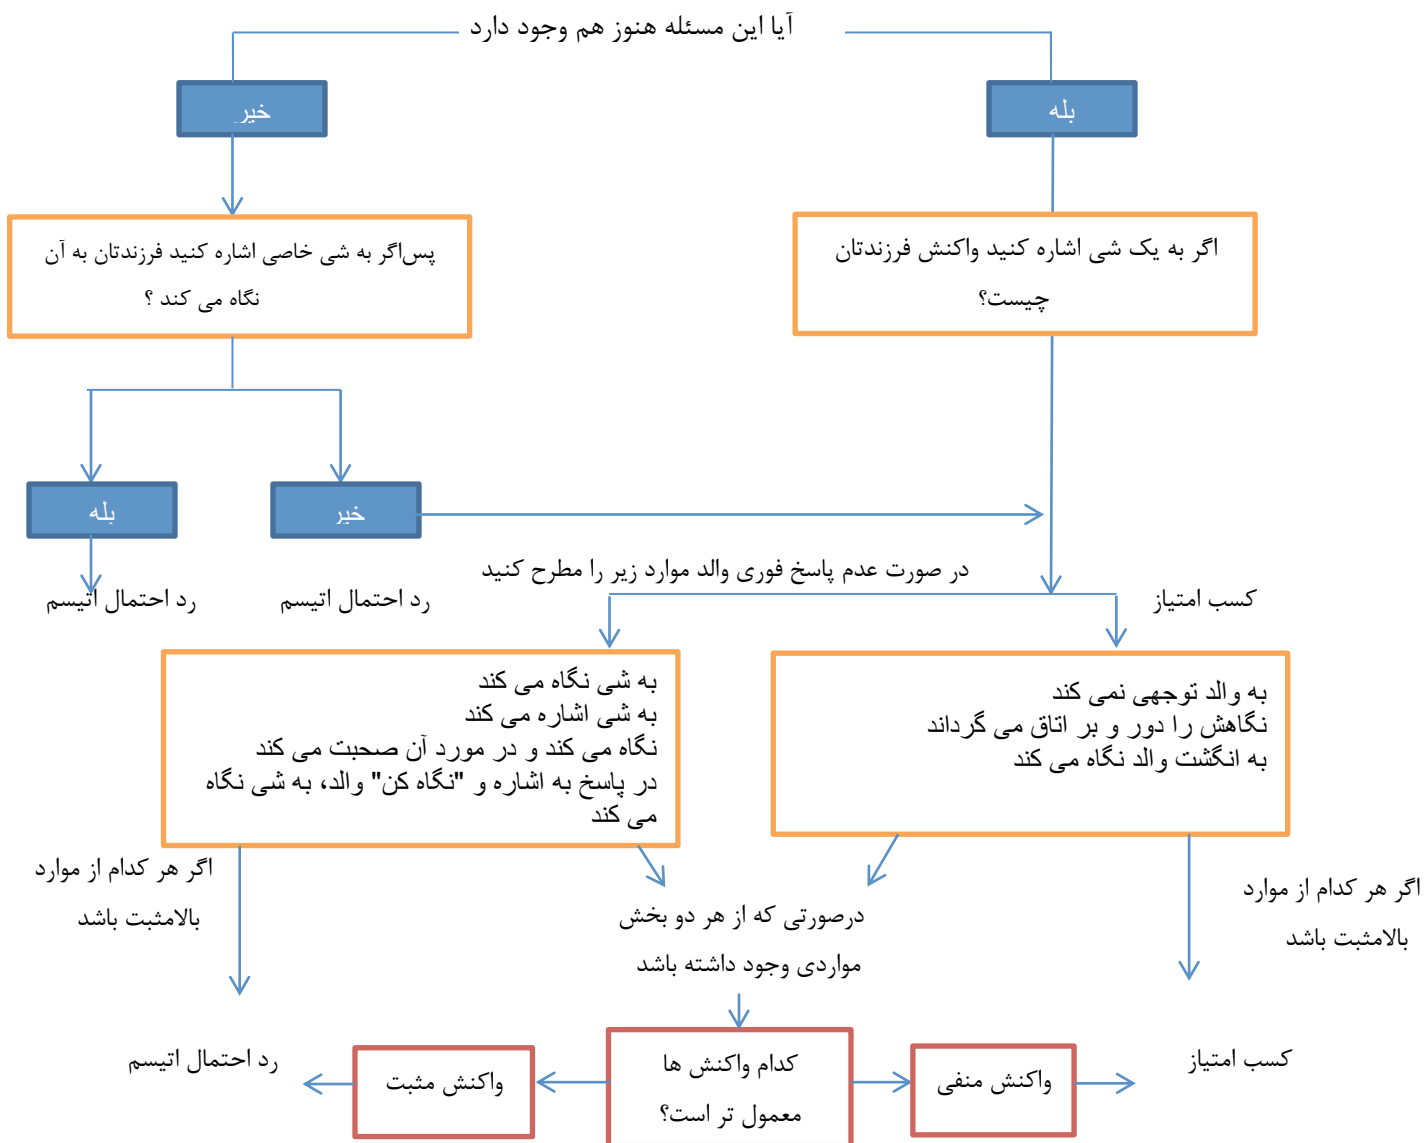 آیا این مسئله هنوز هم وجود دارد
بله
خیر
اگر به یک شی اشاره کنید واکنش فرزندتان
چیست؟
پس‌اگر به شی خاصی اشاره کنید فرزندتان به آن
نگاه می کند ؟
خیر
بله
در صورت عدم پاسخ فوری والد موارد زیر را مطرح کنید
کسب امتیاز
رد احتمال اتیسم
رد احتمال اتیسم
به والد توجهی نمی کند
نگاهش را دور و بر اتاق می گرداند
به انگشت والد نگاه می کند
به شی نگاه می کند
به شی اشاره می کند
نگاه می کند و در مورد آن صحبت می کند
در پاسخ به اشاره و "نگاه کن" والد، به شی نگاه
می کند
اگر هر کدام از موارد
بالامثبت باشد
درصورتی که از هر دو بخش
مواردی وجود داشته باشد
اگر هر کدام از موارد
بالامثبت باشد
کسب امتیاز
واکنش منفی
کدام واکنش ها
معمول تر است؟
واکنش مثبت
رد احتمال اتیسم